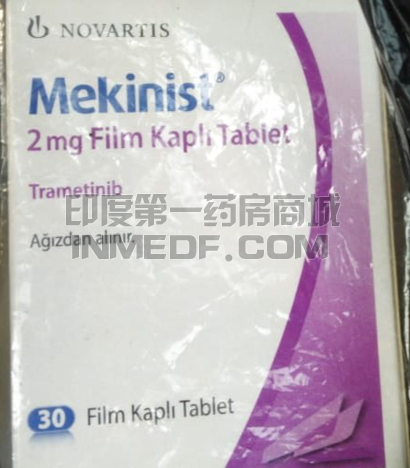 NOVARTIS
Mekinist®
2 mg Film Kaplı Tablet
Trametinib
印度第一药房商城
Ağızdan alınır.
INMEDF.COM
30 Film Kaplı Tablet